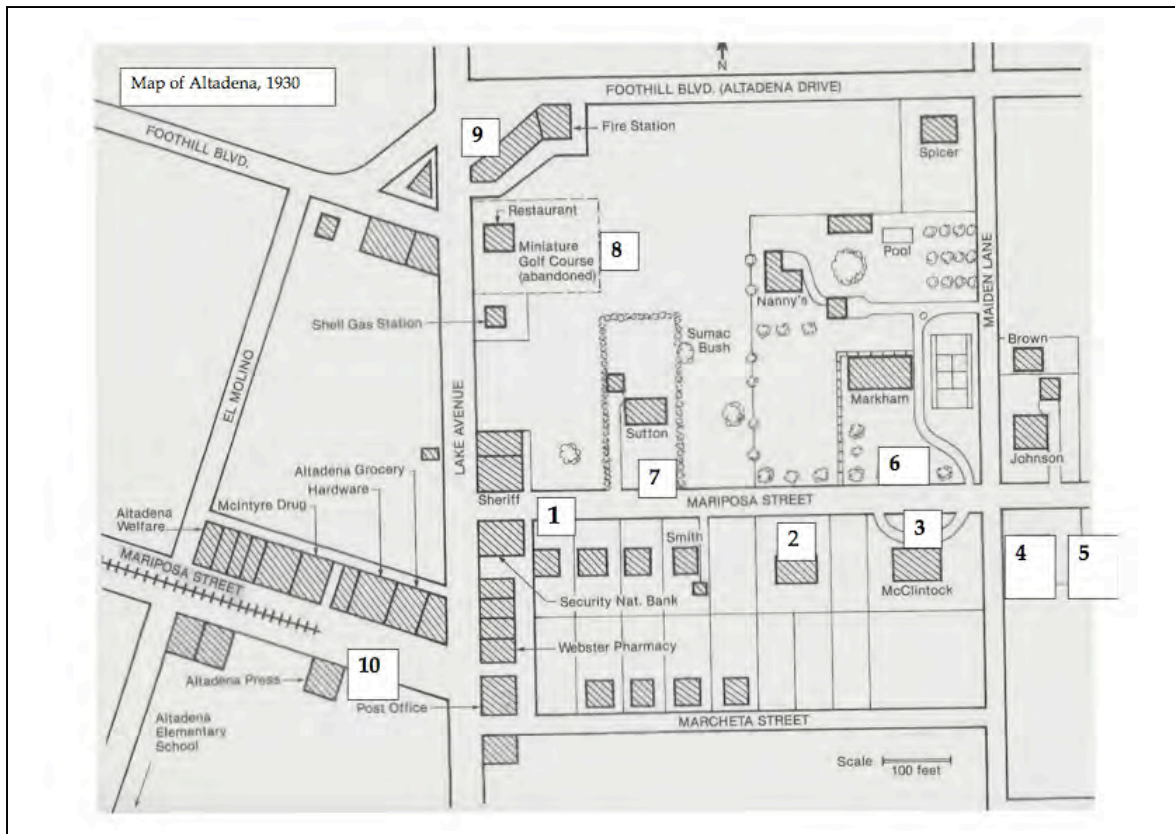 N
Map of Altadena, 1930
FOOTHILL BLVD. (ALTADENA DRIVE)
FOOTHILL BLVD.
9
Fire Station
Spicer
Restaurant
Miniature
Golf Course
(abandoned)
8
Pool
Nanny's
MAIDEN LANE
Shell Gas Station
Sumac
Bush
Brown
EL MOLINO
LAKE AVENUE
Markham
Sutton
Johnson
Altadena Grocery
Hardware
McIntyre Drug
7
6
Sheriff
MARIPOSA STREET
Altadena
Welfare
1
2
3
4
5
Smith
MARIPOSA STREET
McClintock
Security Nat. Bank
Webster Pharmacy
10
Altadena Press
Post Office
MARCHETA STREET
Altadena
Elementary
School
Scale
100 feet